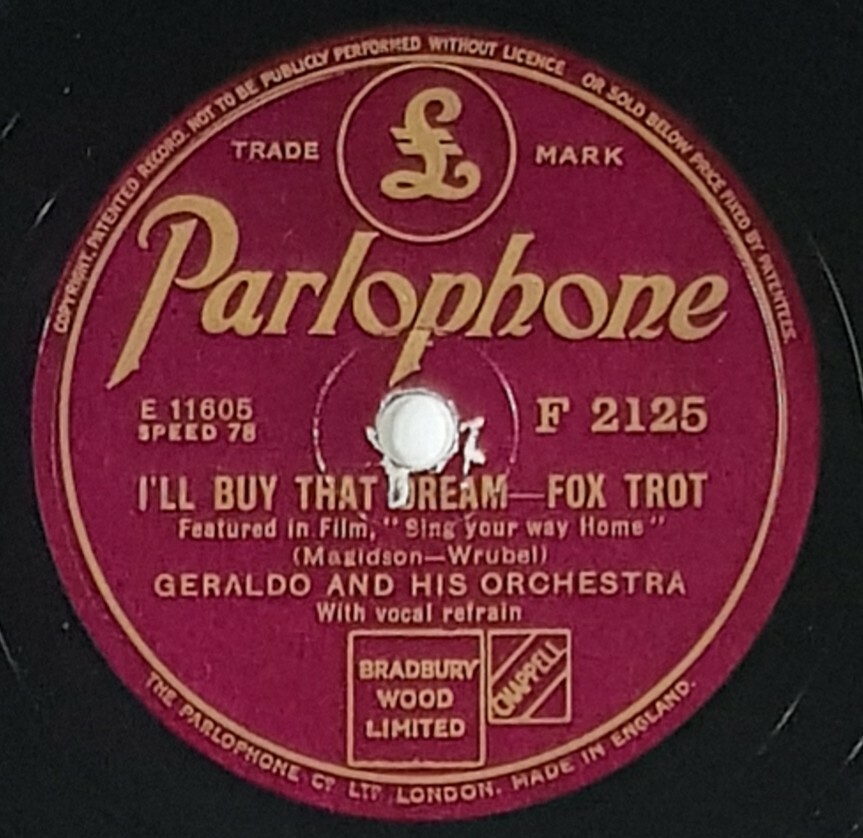 COPYRIGHT. PATENTED RECORD. NOT TO BE PUBLICLY PERFORMED WITHOUT LICENCE OR SOLD BELOW PRICE FIXED BY PATENTEES.
£
TRADE MARK
Parlophone
E 11605
SPEED 78
F 2125
I'LL BUY THAT DREAM—FOX TROT
Featured in Film, "Sing your way Home"
(Magidson—Wrubel)
GERALDO AND HIS ORCHESTRA
With vocal refrain
BRADBURY
WOOD
LIMITED
CHAPPELL
THE PARLOPHONE Co LTD LONDON. MADE IN ENGLAND.